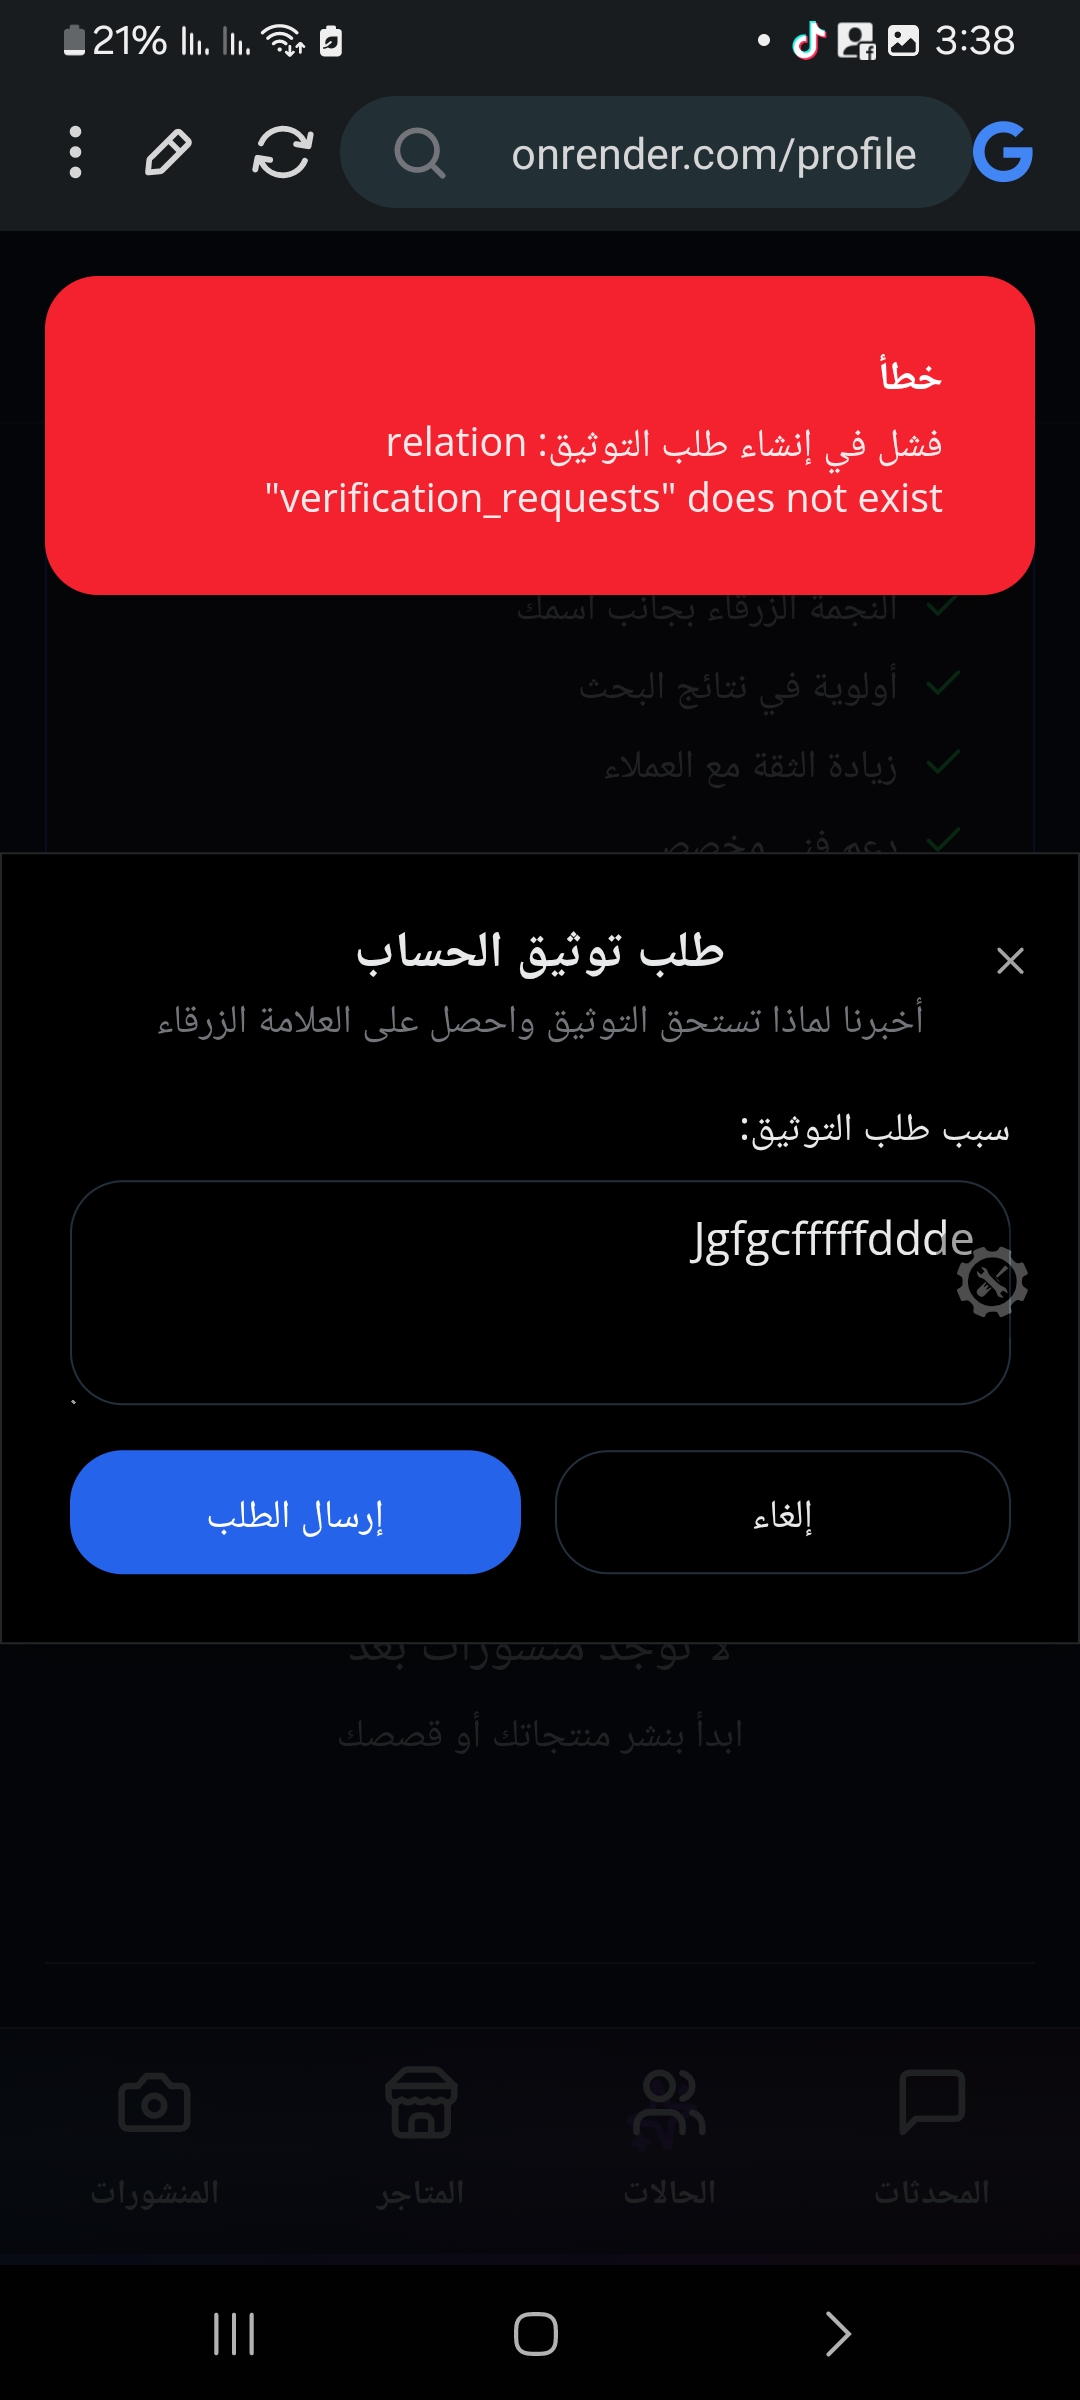 21%
3:38
onrender.com/profile
خطأ
فشل في إنشاء طلب التوثيق: relation
"verification_requests" does not exist
النجمة الزرقاء بجانب اسمك
أولوية في نتائج البحث
زيادة الثقة مع العملاء
دعم فني مخصص
طلب توثيق الحساب
أخبرنا لماذا تستحق التوثيق واحصل على العلامة الزرقاء
سبب طلب التوثيق:
Jgfgcfffffddde
إرسال الطلب
إلغاء
لا توجد منشورات بعد
ابدأ بنشر منتجاتك أو قصصك
المحدثات
الحالات
المتاجر
المنشورات